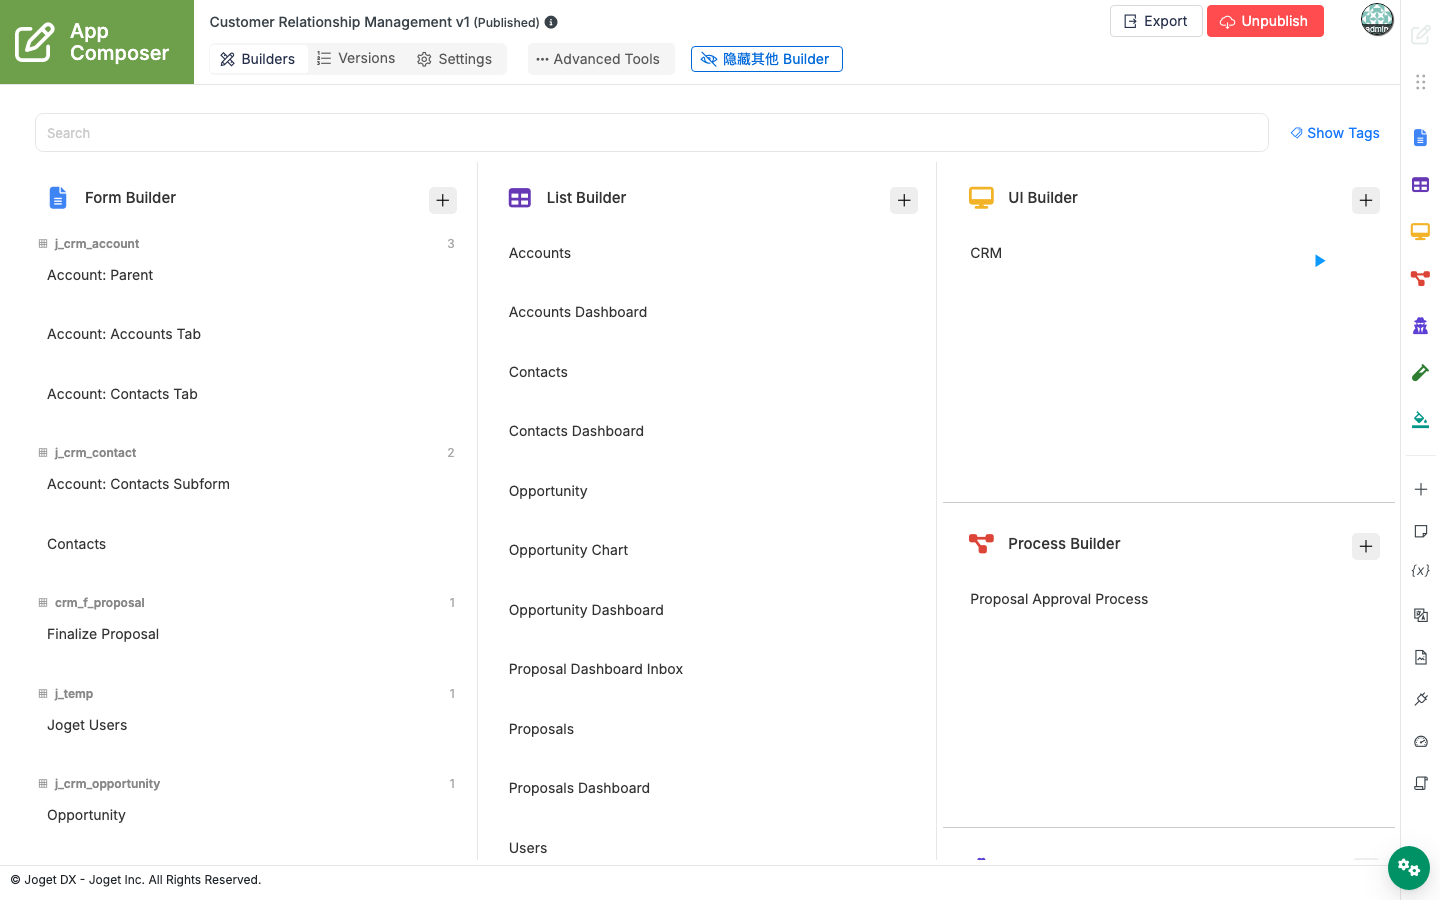 App
Composer
Customer Relationship Management v1 (Published)
Export
Unpublish
admin
Builders
Versions
Settings
Advanced Tools
隐藏其他 Builder
Search
Show Tags
Form Builder
j_crm_account 3
Account: Parent
Account: Accounts Tab
Account: Contacts Tab
j_crm_contact 2
Account: Contacts Subform
Contacts
crm_f_proposal 1
Finalize Proposal
j_temp 1
Joget Users
j_crm_opportunity 1
Opportunity
List Builder
Accounts
Accounts Dashboard
Contacts
Contacts Dashboard
Opportunity
Opportunity Chart
Opportunity Dashboard
Proposal Dashboard Inbox
Proposals
Proposals Dashboard
Users
UI Builder
CRM
Process Builder
Proposal Approval Process
{x}
© Joget DX - Joget Inc. All Rights Reserved.